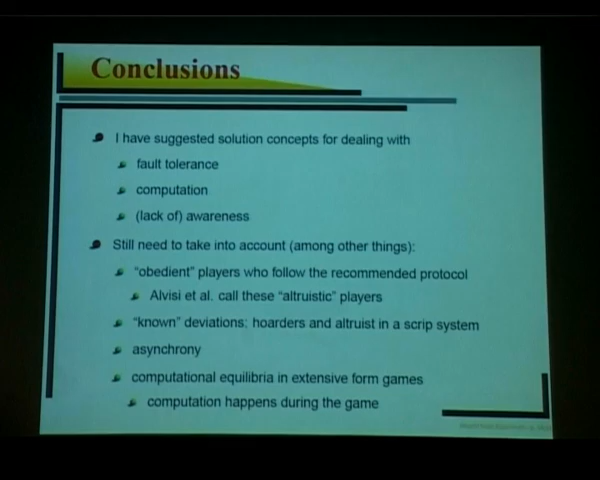 Conclusions
I have suggested solution concepts for dealing with
fault tolerance
computation
(lack of) awareness
Still need to take into account (among other things):
"obedient" players who follow the recommended protocol
Alvisi et al. call these "altruistic" players
"known" deviations: hoarders and altruist in a scrip system
asynchrony
computational equilibria in extensive form games
computation happens during the game